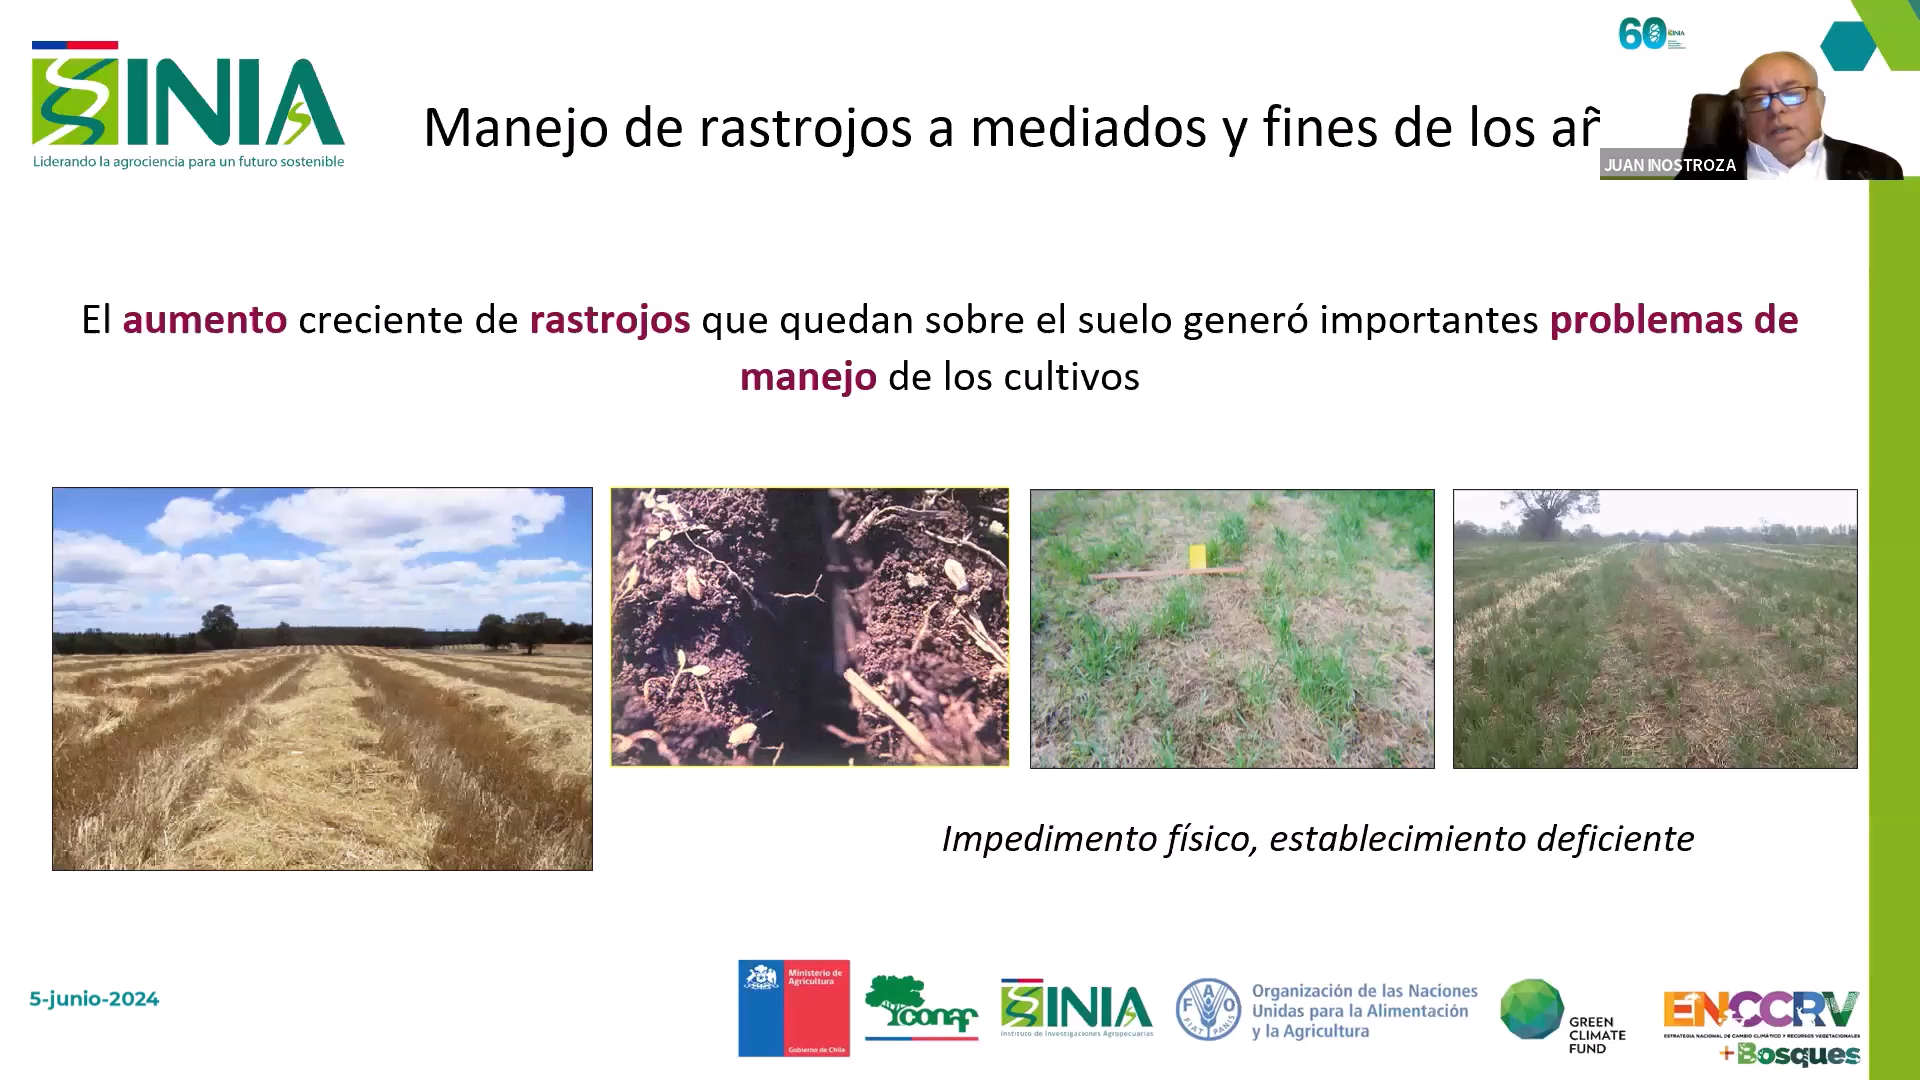 60 INIA
INIA
Liderando la agrociencia para un futuro sostenible
Manejo de rastrojos a mediados y fines de los añ
JUAN INOSTROZA
El aumento creciente de rastrojos que quedan sobre el suelo generó importantes problemas de
manejo de los cultivos
Impedimento físico, establecimiento deficiente
5-junio-2024
Ministerio de
Agricultura
Gobierno de Chile
conaf
INIA
Instituto de Investigaciones Agropecuarias
FAO
FIAT PANIS
Organización de las Naciones
Unidas para la Alimentación
y la Agricultura
GREEN
CLIMATE
FUND
ENCCRV
ESTRATEGIA NACIONAL DE CAMBIO CLIMÁTICO Y RECURSOS VEGETACIONALES
+Bosques